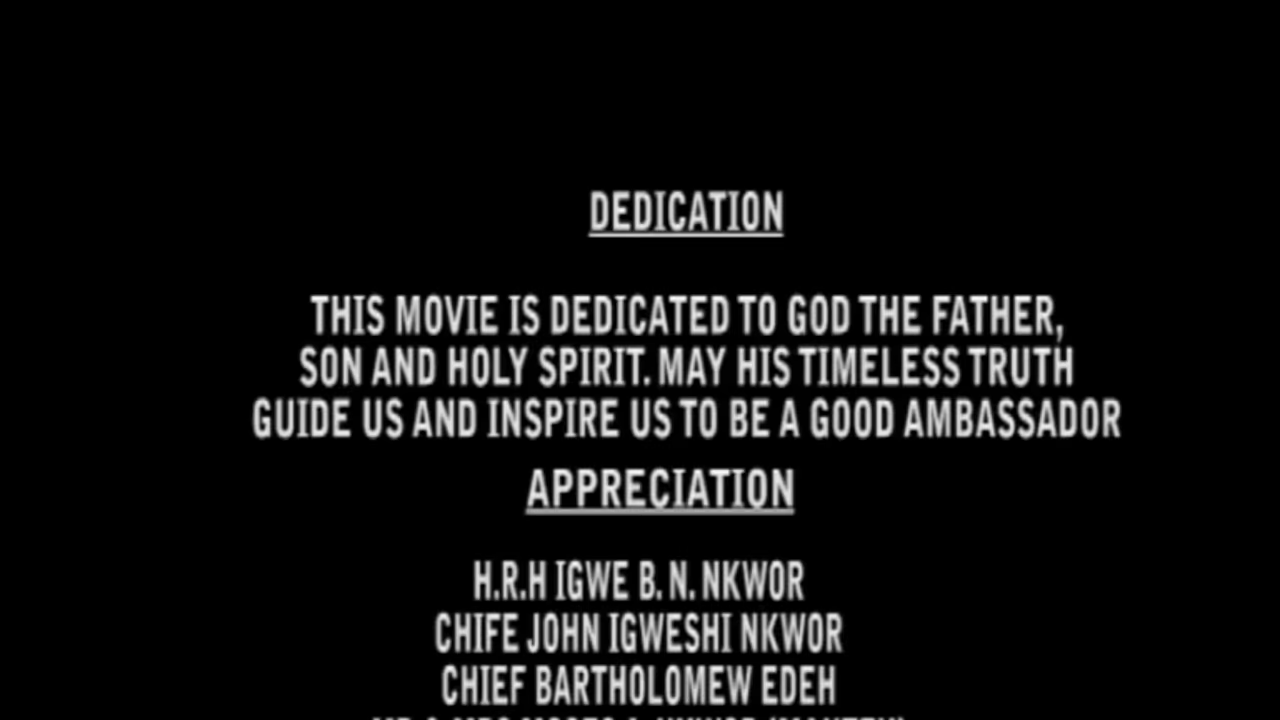 DEDICATION
THIS MOVIE IS DEDICATED TO GOD THE FATHER,
SON AND HOLY SPIRIT. MAY HIS TIMELESS TRUTH
GUIDE US AND INSPIRE US TO BE A GOOD AMBASSADOR
APPRECIATION
H.R.H IGWE B. N. NKWOR
CHIFE JOHN IGWESHI NKWOR
CHIEF BARTHOLOMEW EDEH